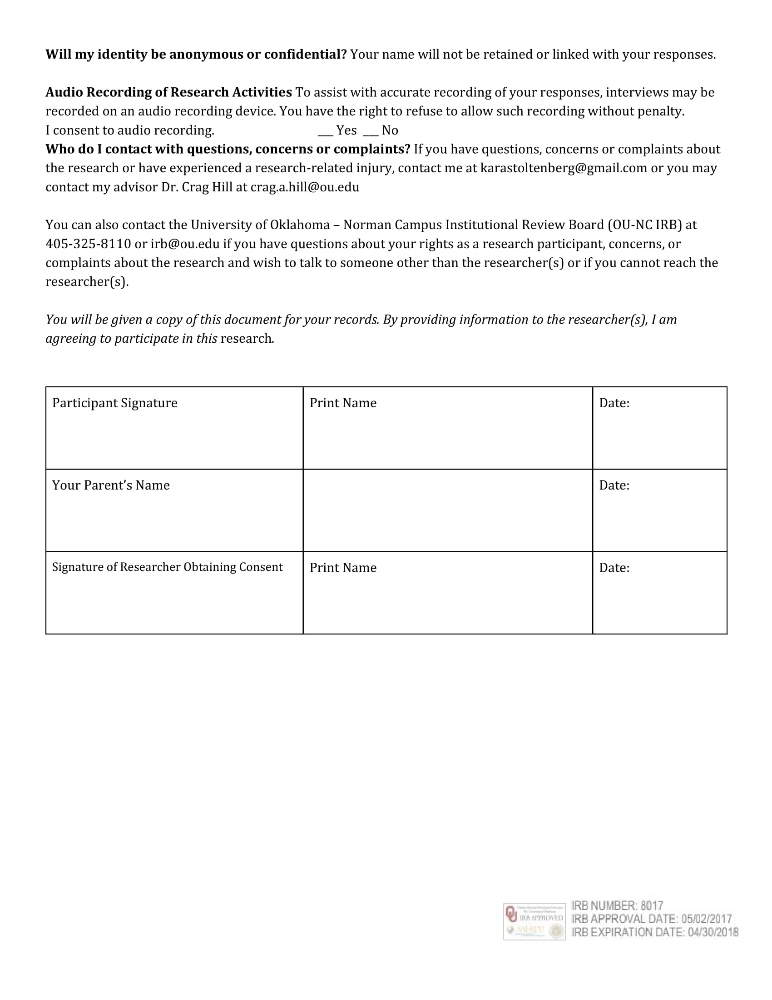 Will my identity be anonymous or confidential? Your name will not be retained or linked with your responses.
Audio Recording of Research Activities To assist with accurate recording of your responses, interviews may be
recorded on an audio recording device. You have the right to refuse to allow such recording without penalty.
I consent to audio recording. ___ Yes ___ No
Who do I contact with questions, concerns or complaints? If you have questions, concerns or complaints about
the research or have experienced a research-related injury, contact me at karastoltenberg@gmail.com or you may
contact my advisor Dr. Crag Hill at crag.a.hill@ou.edu
You can also contact the University of Oklahoma – Norman Campus Institutional Review Board (OU-NC IRB) at
405-325-8110 or irb@ou.edu if you have questions about your rights as a research participant, concerns, or
complaints about the research and wish to talk to someone other than the researcher(s) or if you cannot reach the
researcher(s).
You will be given a copy of this document for your records. By providing information to the researcher(s), I am
agreeing to participate in this research.
Participant Signature Print Name Date:
Your Parent’s Name Date:
Signature of Researcher Obtaining Consent Print Name Date:
IRB APPROVED
AAHRPP
IRB NUMBER: 8017
IRB APPROVAL DATE: 05/02/2017
IRB EXPIRATION DATE: 04/30/2018